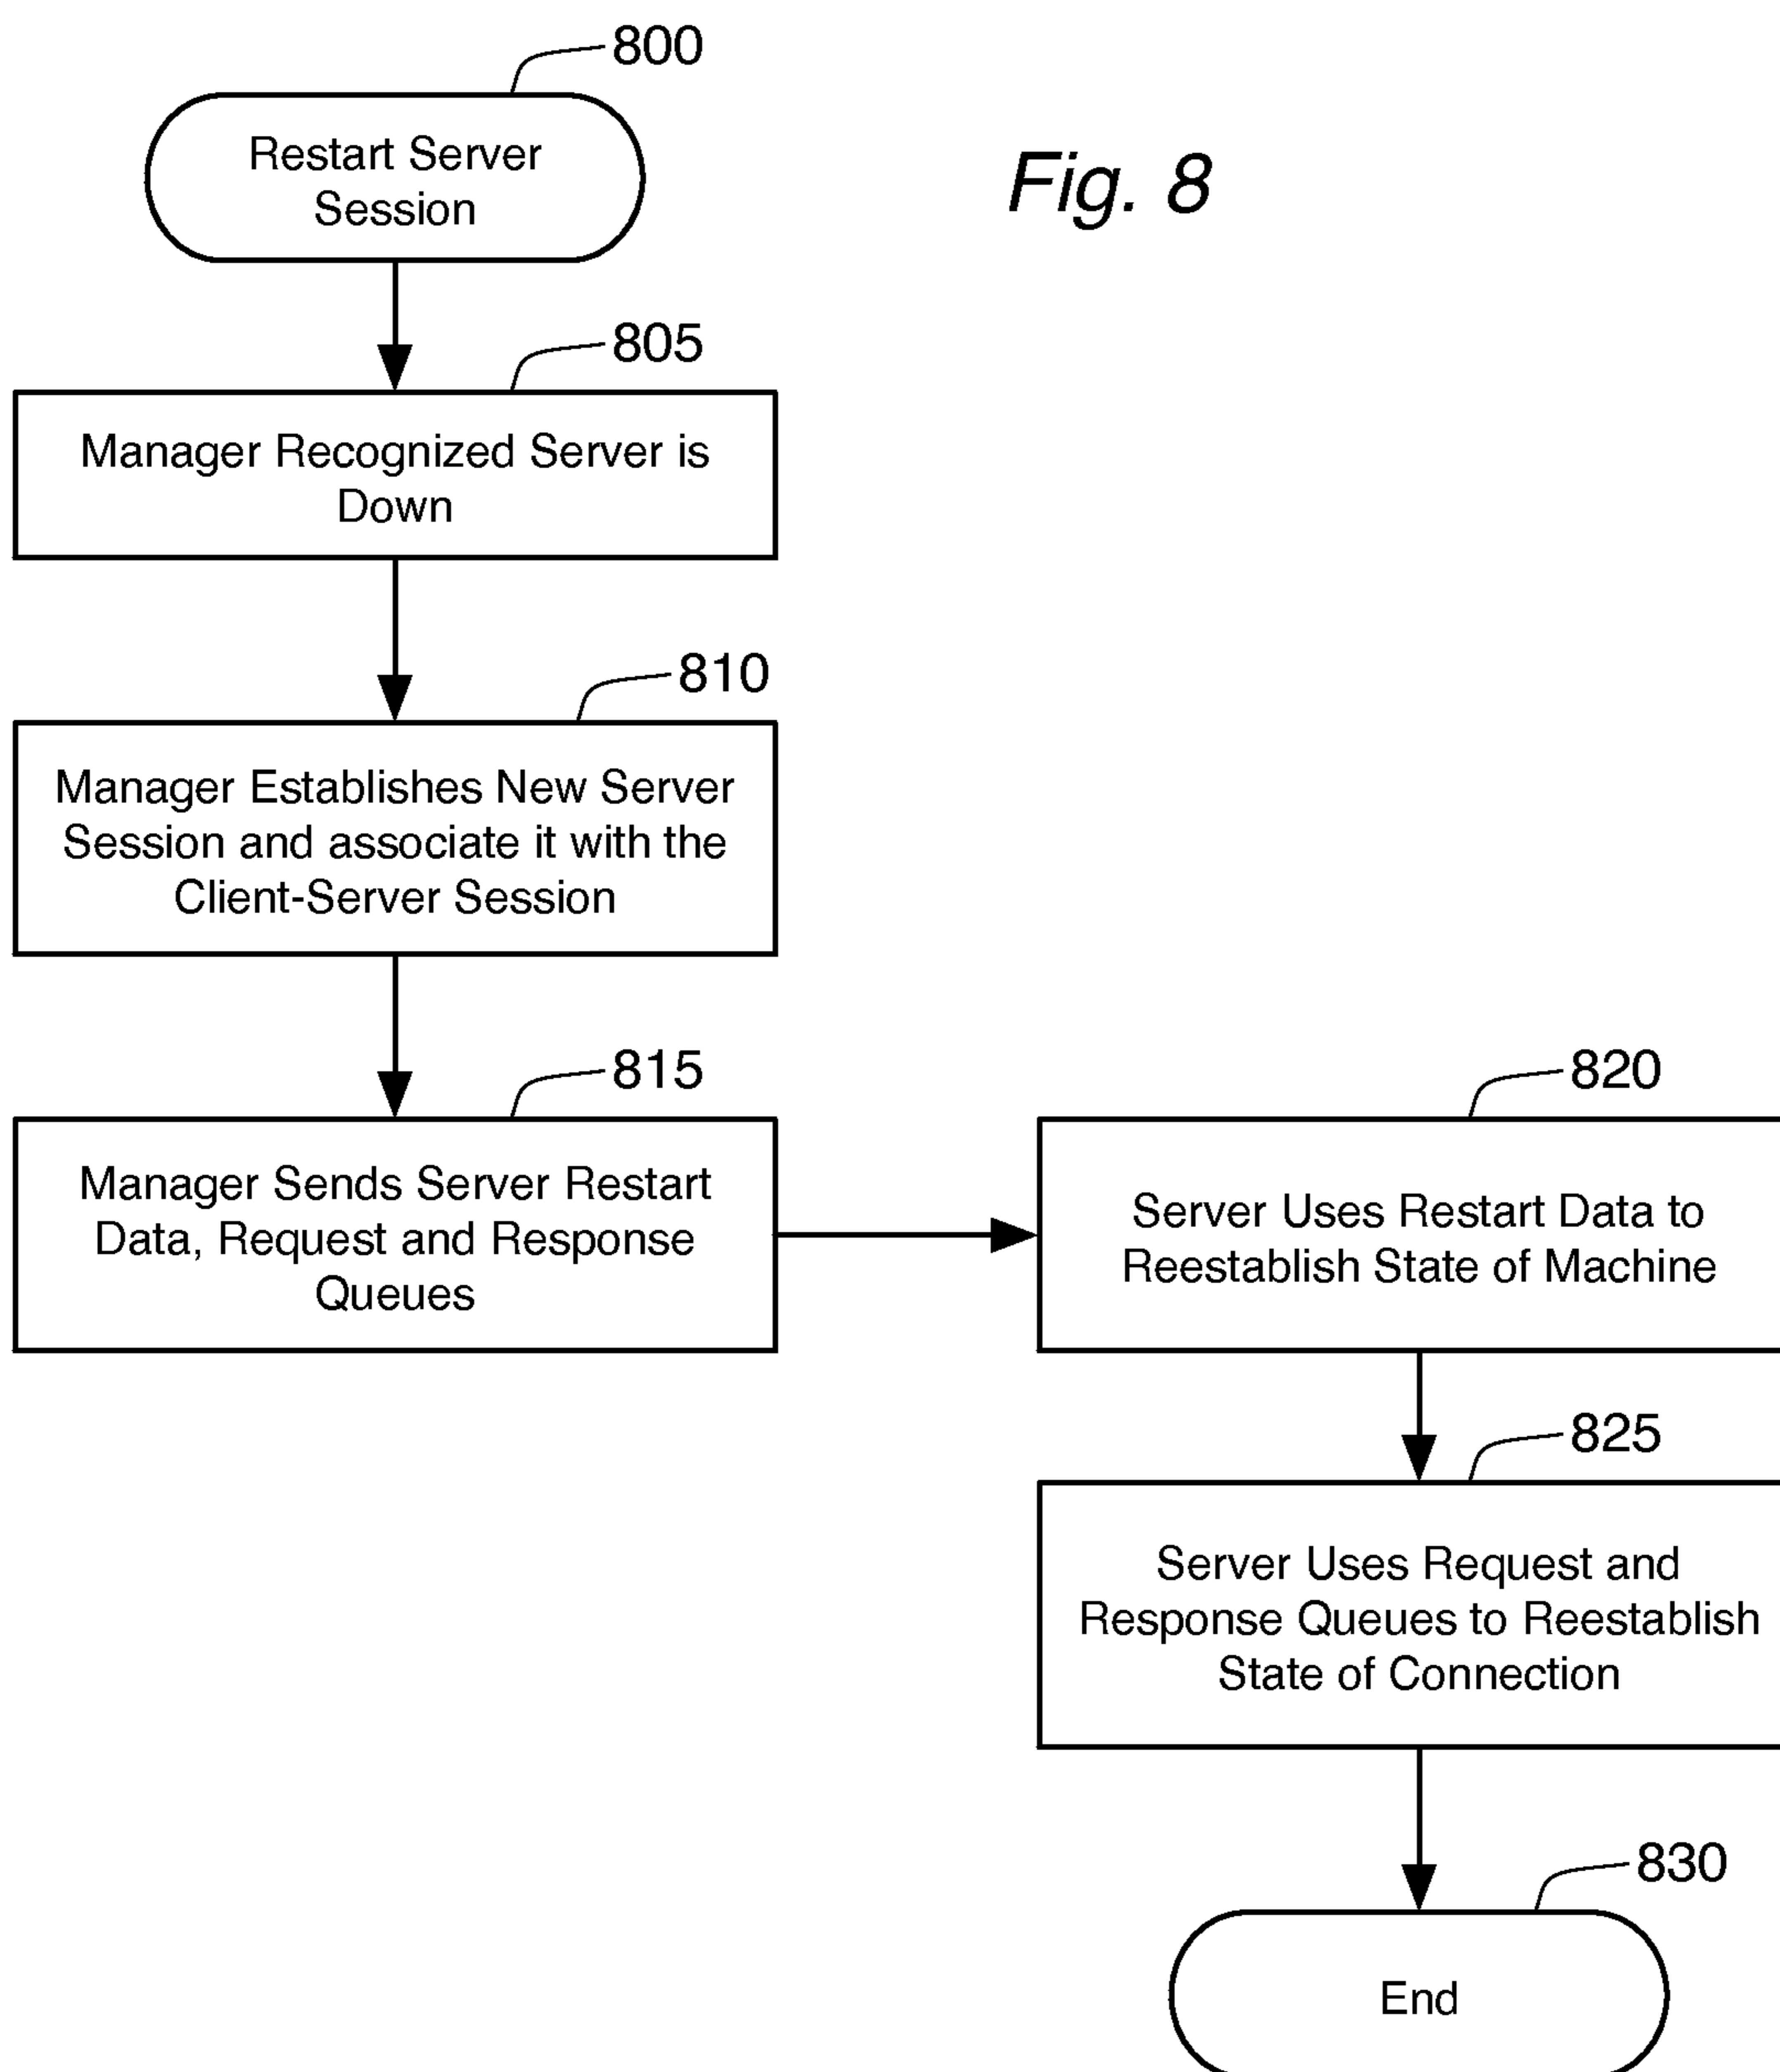 800
Restart Server
Session
Fig. 8
805
Manager Recognized Server is
Down
810
Manager Establishes New Server
Session and associate it with the
Client-Server Session
815
Manager Sends Server Restart
Data, Request and Response
Queues
820
Server Uses Restart Data to
Reestablish State of Machine
825
Server Uses Request and
Response Queues to Reestablish
State of Connection
830
End